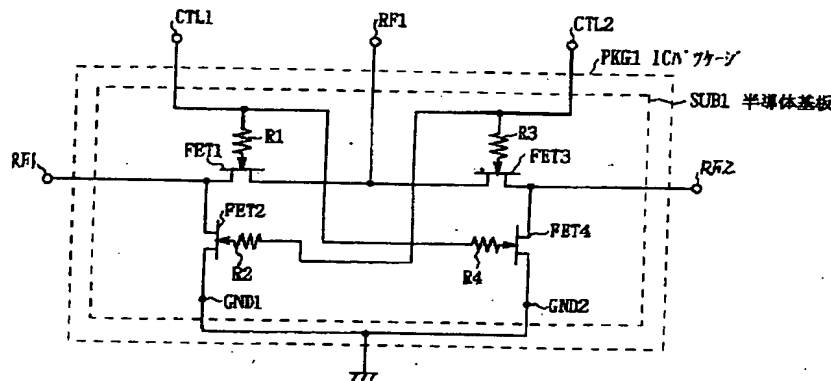 CTL1
RF1
CTL2
PKG1 ICパッケージ
SUB1 半導体基板
R1
R3
FET1
FET3
RF1
RF2
FET2
FET4
R2
R4
GND1
GND2